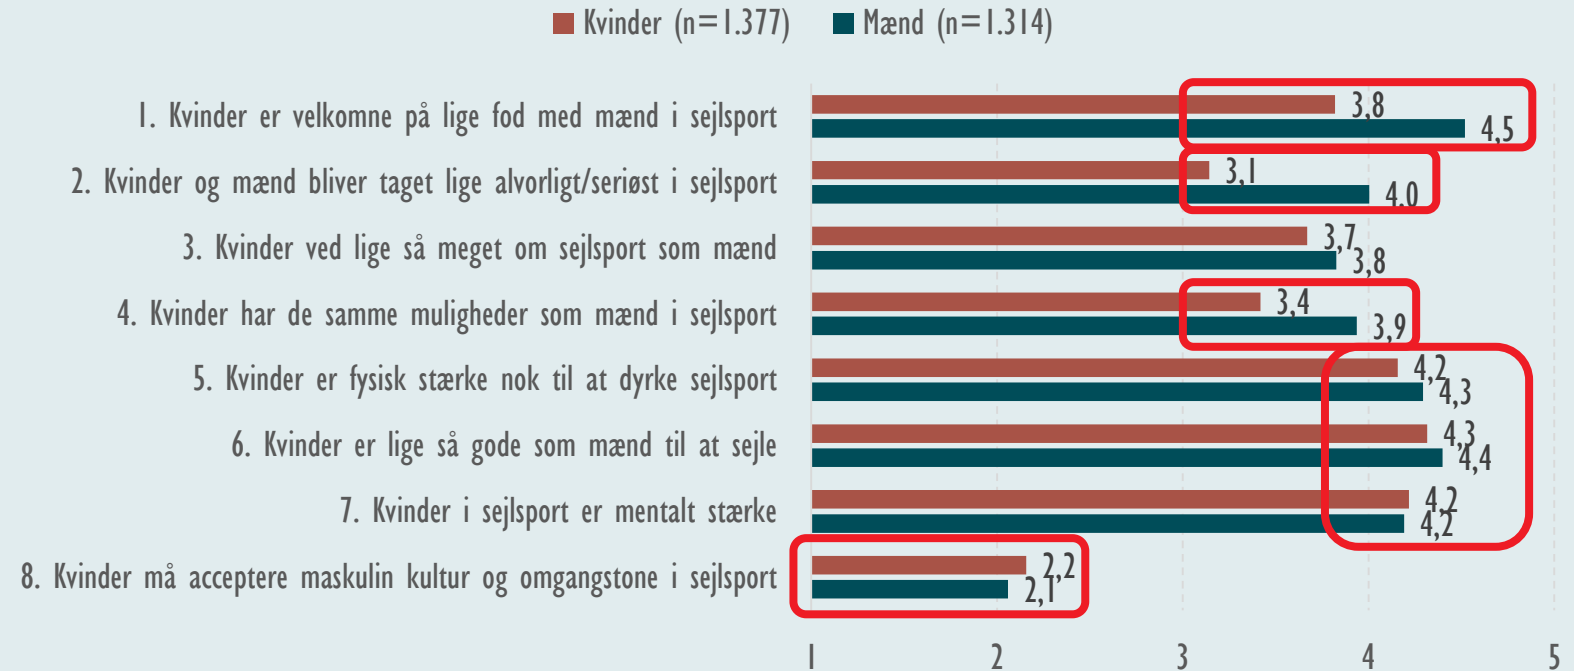 Kvinder (n=1.377) Mænd (n=1.314)
1. Kvinder er velkomne på lige fod med mænd i sejlsport
3,8
4,5
2. Kvinder og mænd bliver taget lige alvorligt/seriøst i sejlsport
3,1
4,0
3. Kvinder ved lige så meget om sejlsport som mænd
3,7
3,8
4. Kvinder har de samme muligheder som mænd i sejlsport
3,4
3,9
5. Kvinder er fysisk stærke nok til at dyrke sejlsport
4,2
4,3
6. Kvinder er lige så gode som mænd til at sejle
4,3
4,4
7. Kvinder i sejlsport er mentalt stærke
4,2
4,2
8. Kvinder må acceptere maskulin kultur og omgangstone i sejlsport
2,2
2,1
1 2 3 4 5